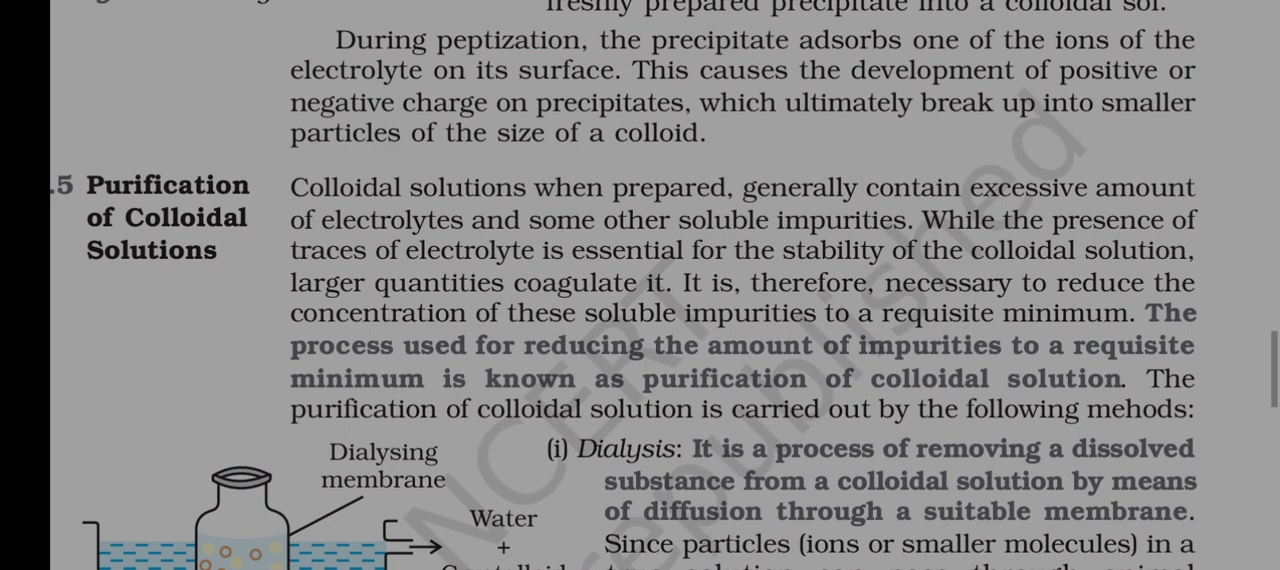 freshly prepared precipitate into a colloidal sol.
During peptization, the precipitate adsorbs one of the ions of the
electrolyte on its surface. This causes the development of positive or
negative charge on precipitates, which ultimately break up into smaller
particles of the size of a colloid.
.5 Purification
of Colloidal
Solutions
Colloidal solutions when prepared, generally contain excessive amount
of electrolytes and some other soluble impurities. While the presence of
traces of electrolyte is essential for the stability of the colloidal solution,
larger quantities coagulate it. It is, therefore, necessary to reduce the
concentration of these soluble impurities to a requisite minimum. The
process used for reducing the amount of impurities to a requisite
minimum is known as purification of colloidal solution. The
purification of colloidal solution is carried out by the following mehods:
Dialysing
membrane
Water
+
(i) Dialysis: It is a process of removing a dissolved
substance from a colloidal solution by means
of diffusion through a suitable membrane.
Since particles (ions or smaller molecules) in a
NCERT
republished